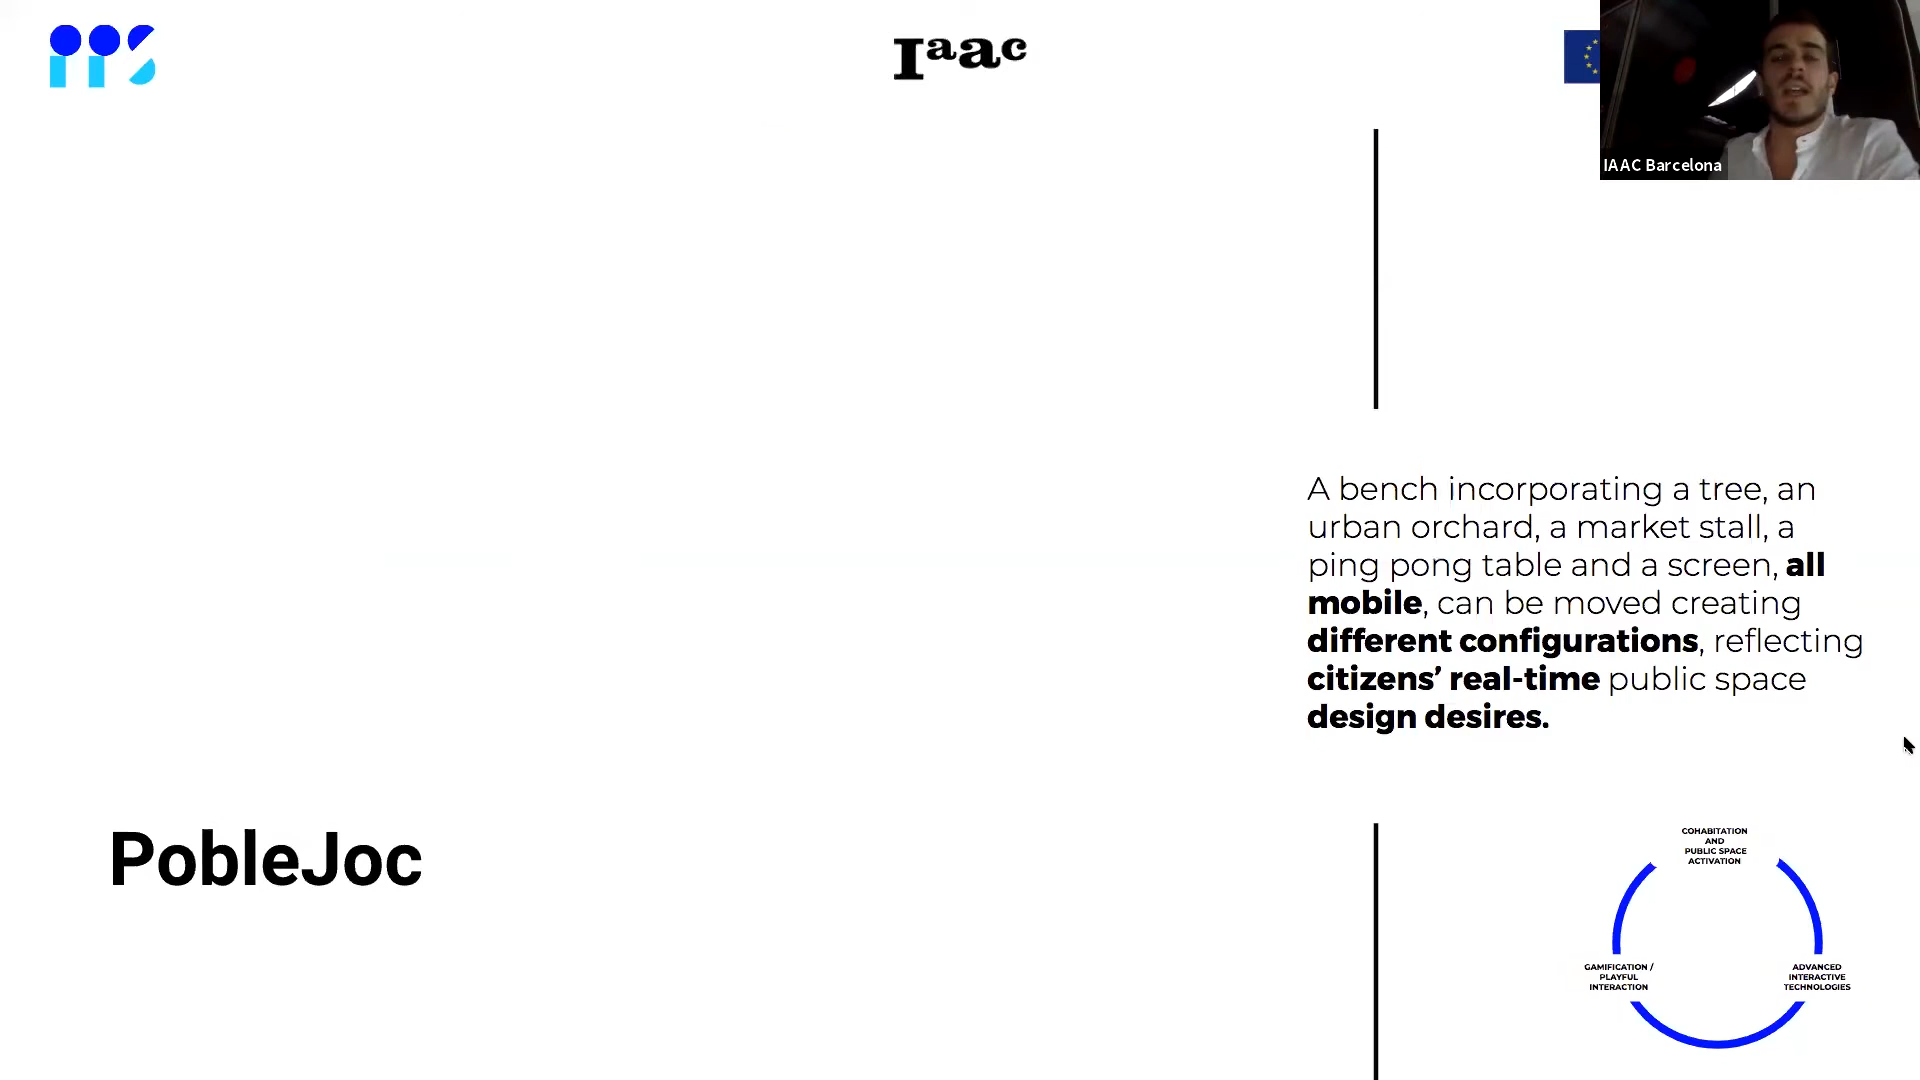 PPS
Iaac
IAAC Barcelona
A bench incorporating a tree, an
urban orchard, a market stall, a
ping pong table and a screen, all
mobile, can be moved creating
different configurations, reflecting
citizens’ real-time public space
design desires.
PobleJoc
COHABITATION
AND
PUBLIC SPACE
ACTIVATION
GAMIFICATION /
PLAYFUL
INTERACTION
ADVANCED
INTERACTIVE
TECHNOLOGIES